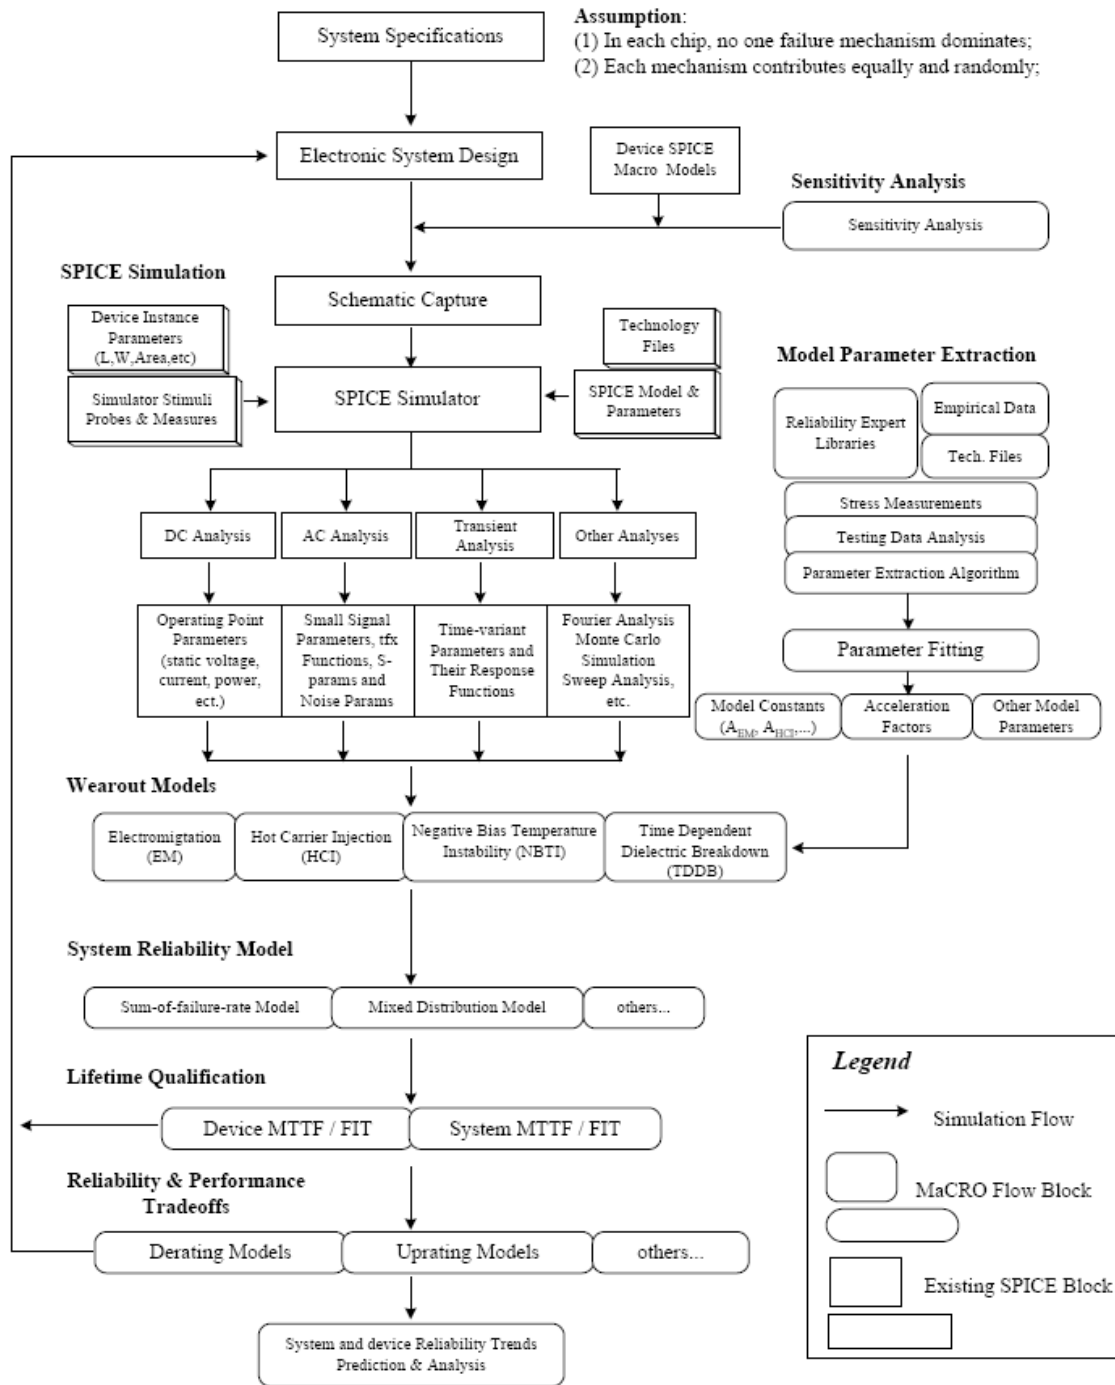 System Specifications
Assumption:
(1) In each chip, no one failure mechanism dominates;
(2) Each mechanism contributes equally and randomly;
Electronic System Design
Device SPICE
Macro Models
Sensitivity Analysis
Sensitivity Analysis
SPICE Simulation
Schematic Capture
Device Instance
Parameters
(L,W,Area,etc)
Technology
Files
Model Parameter Extraction
Simulator Stimuli
Probes & Measures
SPICE Simulator
SPICE Model &
Parameters
Reliability Expert
Libraries
Empirical Data
Tech. Files
Stress Measurements
Testing Data Analysis
Parameter Extraction Algorithm
DC Analysis
AC Analysis
Transient
Analysis
Other Analyses
Operating Point
Parameters
(static voltage,
current, power,
ect.)
Small Signal
Parameters, tfx
Functions, S-
params and
Noise Params
Time-variant
Parameters and
Their Response
Functions
Fourier Analysis
Monte Carlo
Simulation
Sweep Analysis,
etc.
Parameter Fitting
Model Constants
(A_EM, A_HCI,...)
Acceleration
Factors
Other Model
Parameters
Wearout Models
Electromigtation
(EM)
Hot Carrier Injection
(HCI)
Negative Bias Temperature
Instability (NBTI)
Time Dependent
Dielectric Breakdown
(TDDB)
System Reliability Model
Sum-of-failure-rate Model
Mixed Distribution Model
others...
Lifetime Qualification
Device MTTF / FIT
System MTTF / FIT
Reliability & Performance
Tradeoffs
Derating Models
Uprating Models
others...
System and device Reliability Trends
Prediction & Analysis
Legend
Simulation Flow
MaCRO Flow Block
Existing SPICE Block